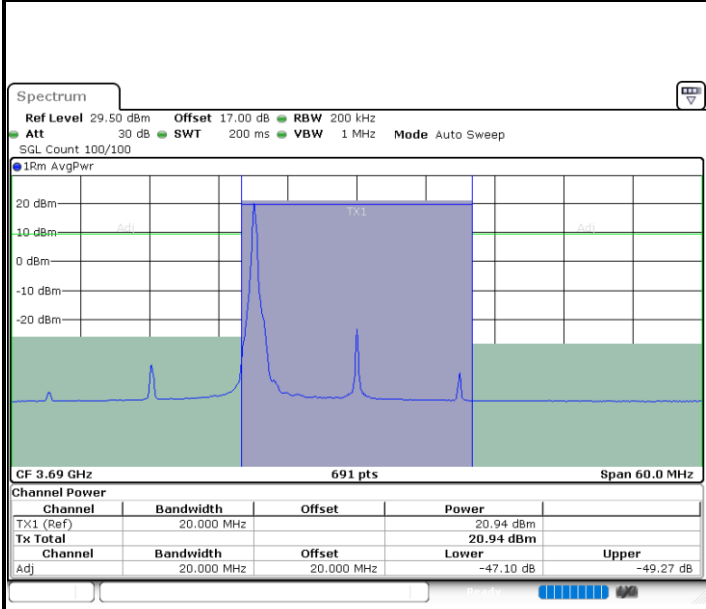 Spectrum
Ref Level 29.50 dBm Offset 17.00 dB RBW 200 kHz
Att 30 dB SWT 200 ms VBW 1 MHz Mode Auto Sweep
SGL Count 100/100
1Rm AvgPwr
20 dBm
TX1
Adj Adj
10 dBm
0 dBm
-10 dBm
-20 dBm
CF 3.69 GHz 691 pts Span 60.0 MHz
Channel Power
Channel Bandwidth Offset Power
TX1 (Ref) 20.000 MHz 20.94 dBm
Tx Total 20.94 dBm
Channel Bandwidth Offset Lower Upper
Adj 20.000 MHz 20.000 MHz -47.10 dB -49.27 dB
Ready